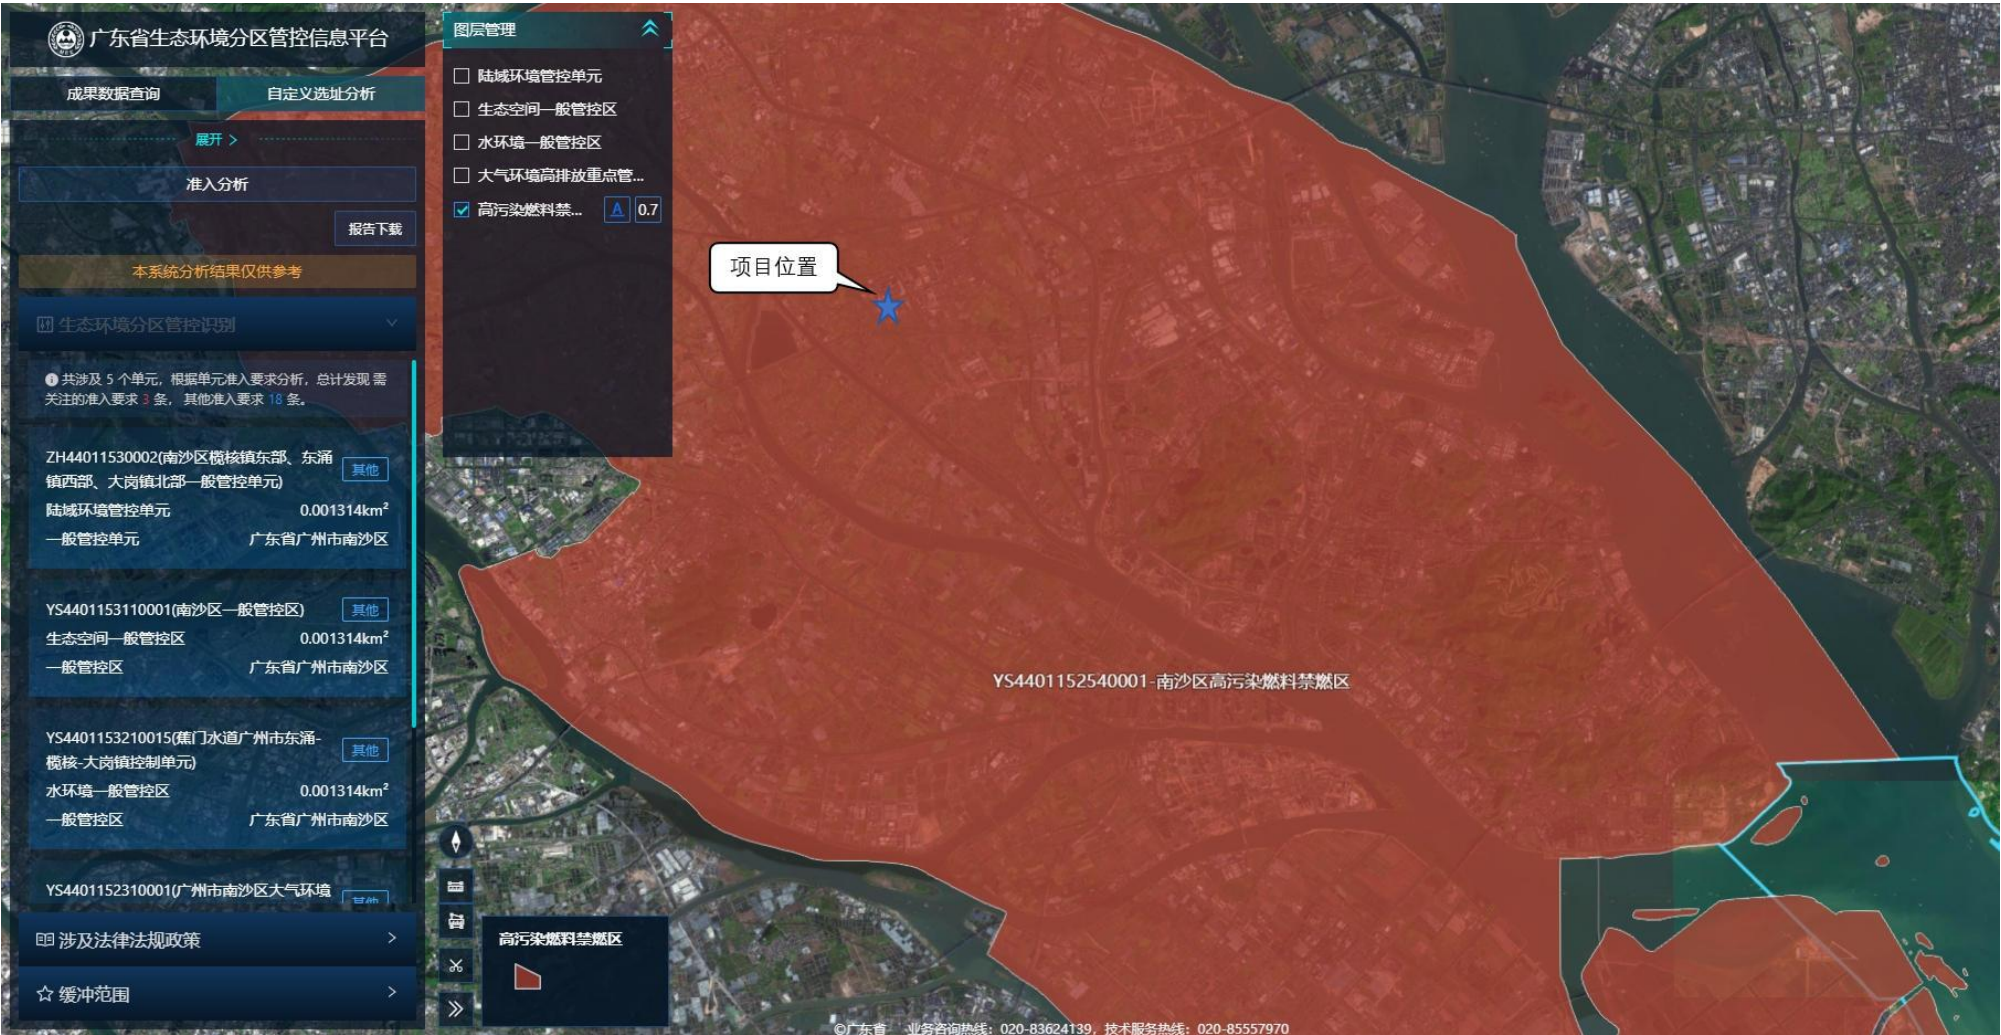 广东省生态环境分区管控信息平台
成果数据查询
自定义选址分析
展开 >
准入分析
报告下载
本系统分析结果仅供参考
生态环境分区管控识别
共涉及 5 个单元，根据单元准入要求分析，总计发现 需
关注的准入要求 3 条， 其他准入要求 18 条。
ZH44011530002(南沙区榄核镇东部、东涌
镇西部、大岗镇北部一般管控单元)
其他
陆域环境管控单元
0.001314km²
一般管控单元
广东省广州市南沙区
YS4401153110001(南沙区一般管控区)
其他
生态空间一般管控区
0.001314km²
一般管控区
广东省广州市南沙区
YS4401153210015(蕉门水道广州市东涌-
榄核-大岗镇控制单元)
其他
水环境一般管控区
0.001314km²
一般管控区
广东省广州市南沙区
YS4401152310001(广州市南沙区大气环境
其他
涉及法律法规政策
缓冲范围
图层管理
陆域环境管控单元
生态空间一般管控区
水环境一般管控区
大气环境高排放重点管...
高污染燃料禁...
A
0.7
项目位置
YS4401152540001-南沙区高污染燃料禁燃区
高污染燃料禁燃区
©广东省 业务咨询热线：020-83624139，技术服务热线：020-85557970